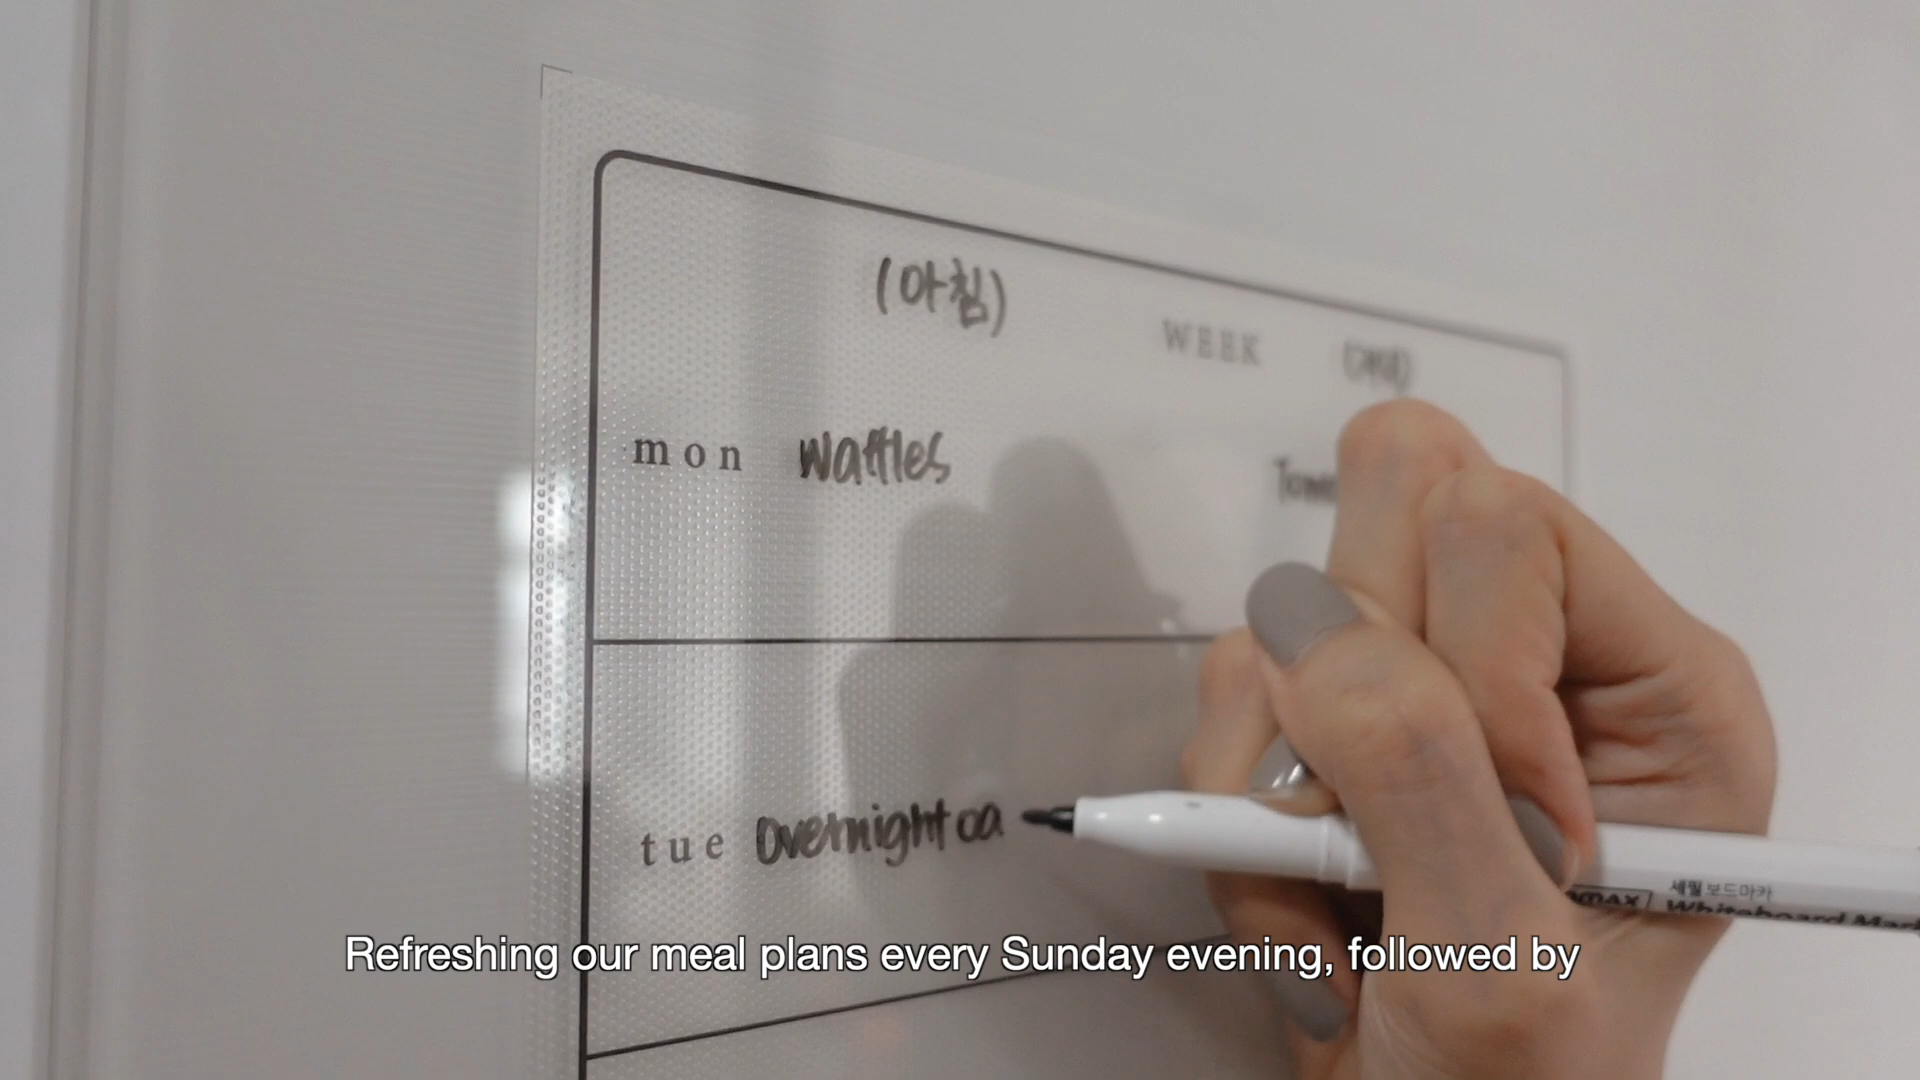 (아침)
WEEK
mon waffles
tue overnight oa
세필 보드마카
Whiteboard
Refreshing our meal plans every Sunday evening, followed by